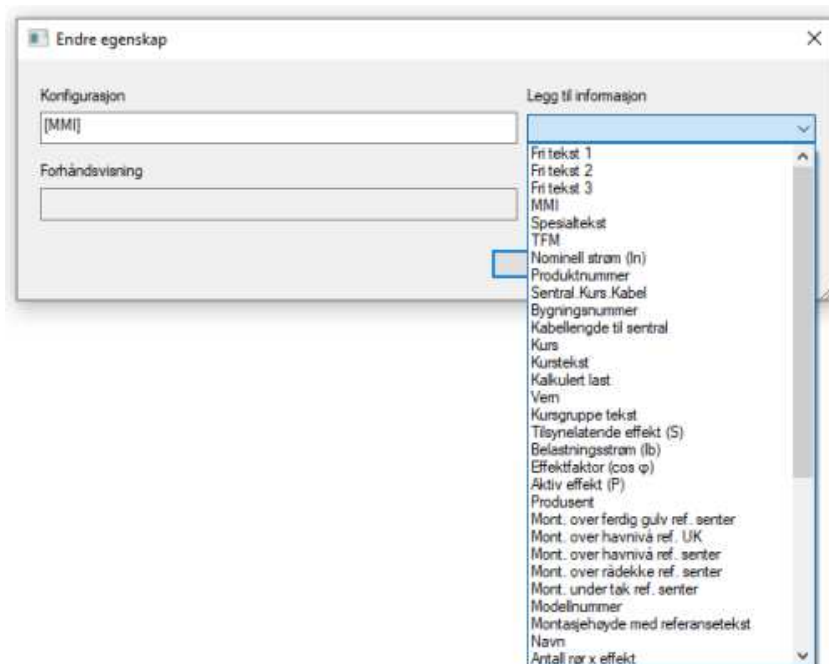 Endre egenskap
Konfigurasjon
[MMI]
Forhåndsvisning
Legg til informasjon
Fri tekst 1
Fri tekst 2
Fri tekst 3
MMI
Spesialtekst
TFM
Nominell strøm (In)
Produktnummer
Sentral.Kurs.Kabel
Bygningsnummer
Kabellengde til sentral
Kurs
Kurstekst
Kalkulert last
Vern
Kursgruppe tekst
Tilsynelatende effekt (S)
Belastningsstrøm (Ib)
Effektfaktor (cos φ)
Aktiv effekt (P)
Produsent
Mont. over ferdig gulv ref. senter
Mont. over havnivå ref. UK
Mont. over havnivå ref. senter
Mont. over rådekke ref. senter
Mont. under tak ref. senter
Modellnummer
Montasjehøyde med referansetekst
Navn
Antall rør x effekt